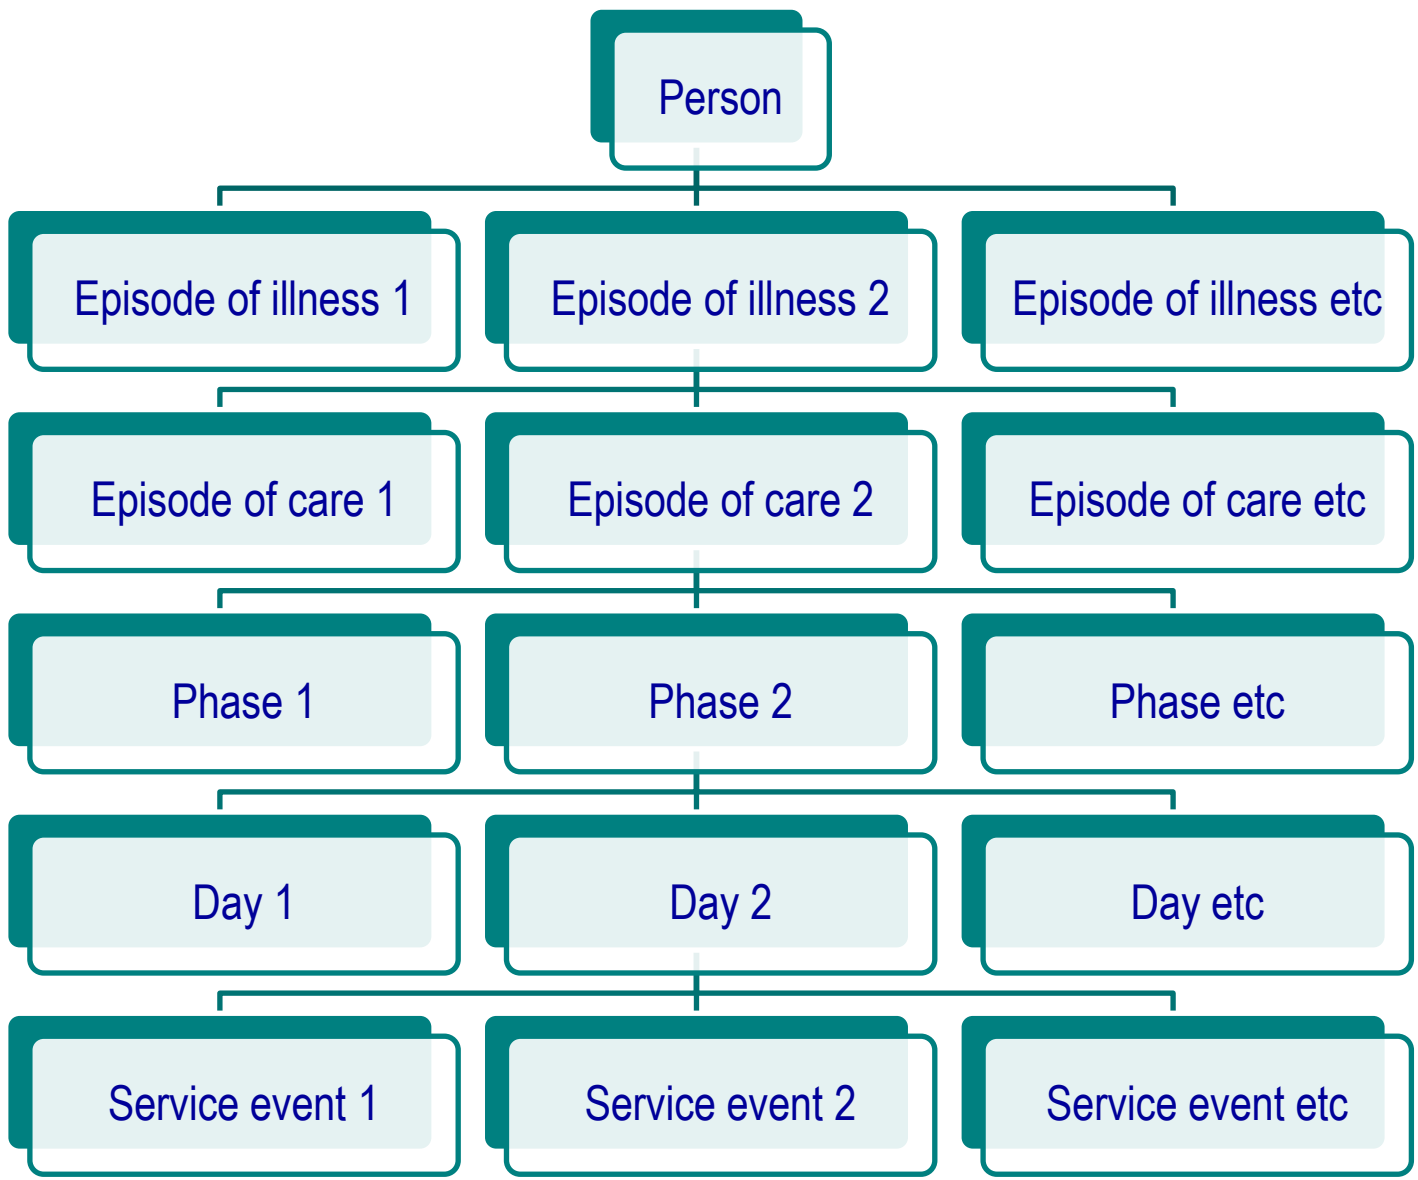 Person
Episode of illness 1
Episode of illness 2
Episode of illness etc
Episode of care 1
Episode of care 2
Episode of care etc
Phase 1
Phase 2
Phase etc
Day 1
Day 2
Day etc
Service event 1
Service event 2
Service event etc